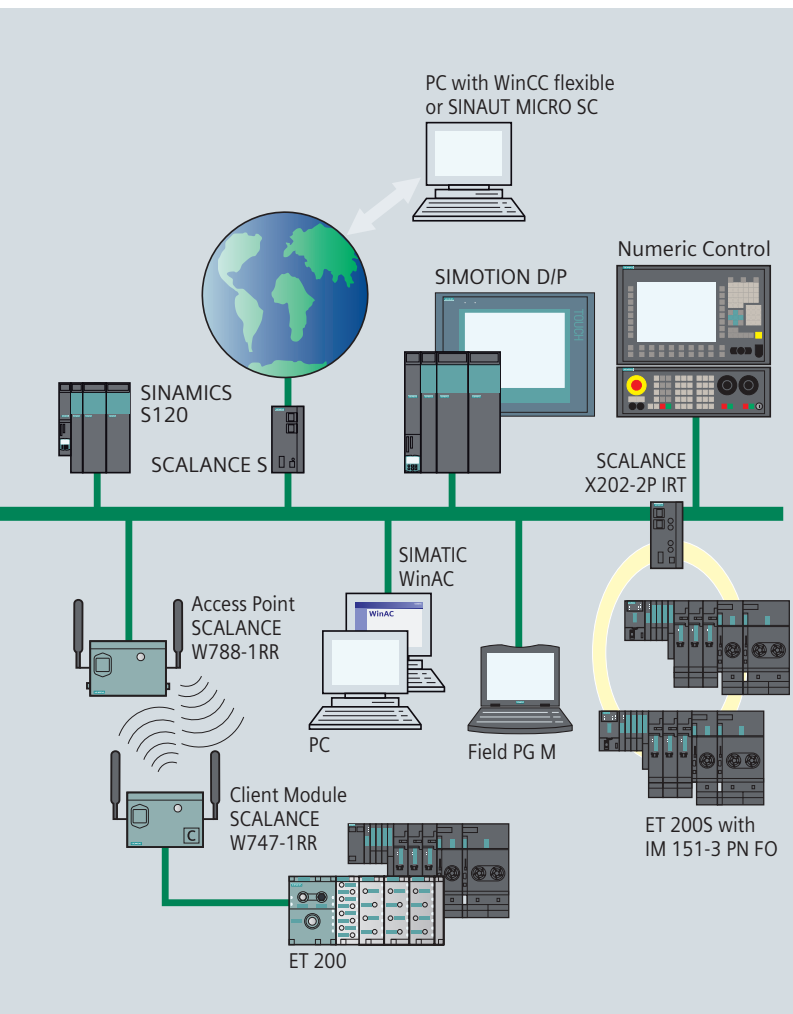 PC with WinCC flexible
or SINAUT MICRO SC
Numeric Control
SIMOTION D/P
TOUCH
SINAMICS
S120
SCALANCE S
SCALANCE
X202-2P IRT
SIMATIC
WinAC
WinAC
Access Point
SCALANCE
W788-1RR
PC
Field PG M
Client Module
SCALANCE
W747-1RR
C
ET 200S with
IM 151-3 PN FO
ET 200